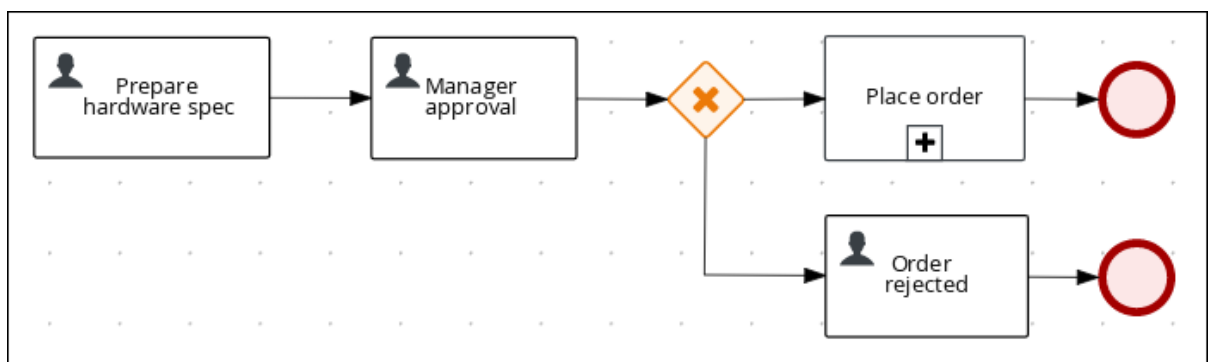 Prepare
hardware spec
Manager
approval
Place order
Order
rejected